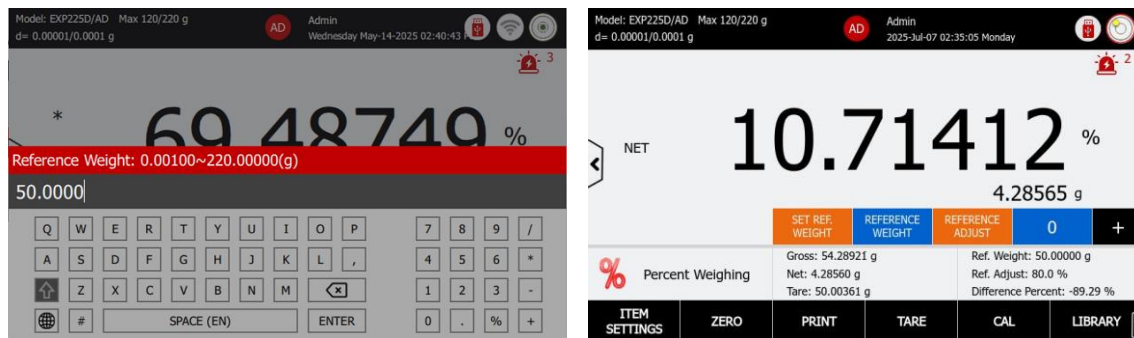 Model: EXP225D/AD Max 120/220 g
d= 0.00001/0.0001 g
AD
Admin
Wednesday May-14-2025 02:40:43 P
3
* 69.48749 %
Reference Weight: 0.00100~220.00000(g)
50.0000
Q W E R T Y U I O P 7 8 9 /
A S D F G H J K L , 4 5 6 *
Z X C V B N M 1 2 3 -
# SPACE (EN) ENTER 0 . % +
Model: EXP225D/AD Max 120/220 g
d= 0.00001/0.0001 g
AD
Admin
2025-Jul-07 02:35:05 Monday
2
NET 10.71412 %
4.28565 g
SET REF. WEIGHT
REFERENCE WEIGHT
REFERENCE ADJUST
0
+
% Percent Weighing
Gross: 54.28921 g
Net: 4.28560 g
Tare: 50.00361 g
Ref. Weight: 50.00000 g
Ref. Adjust: 80.0 %
Difference Percent: -89.29 %
ITEM SETTINGS
ZERO
PRINT
TARE
CAL
LIBRARY